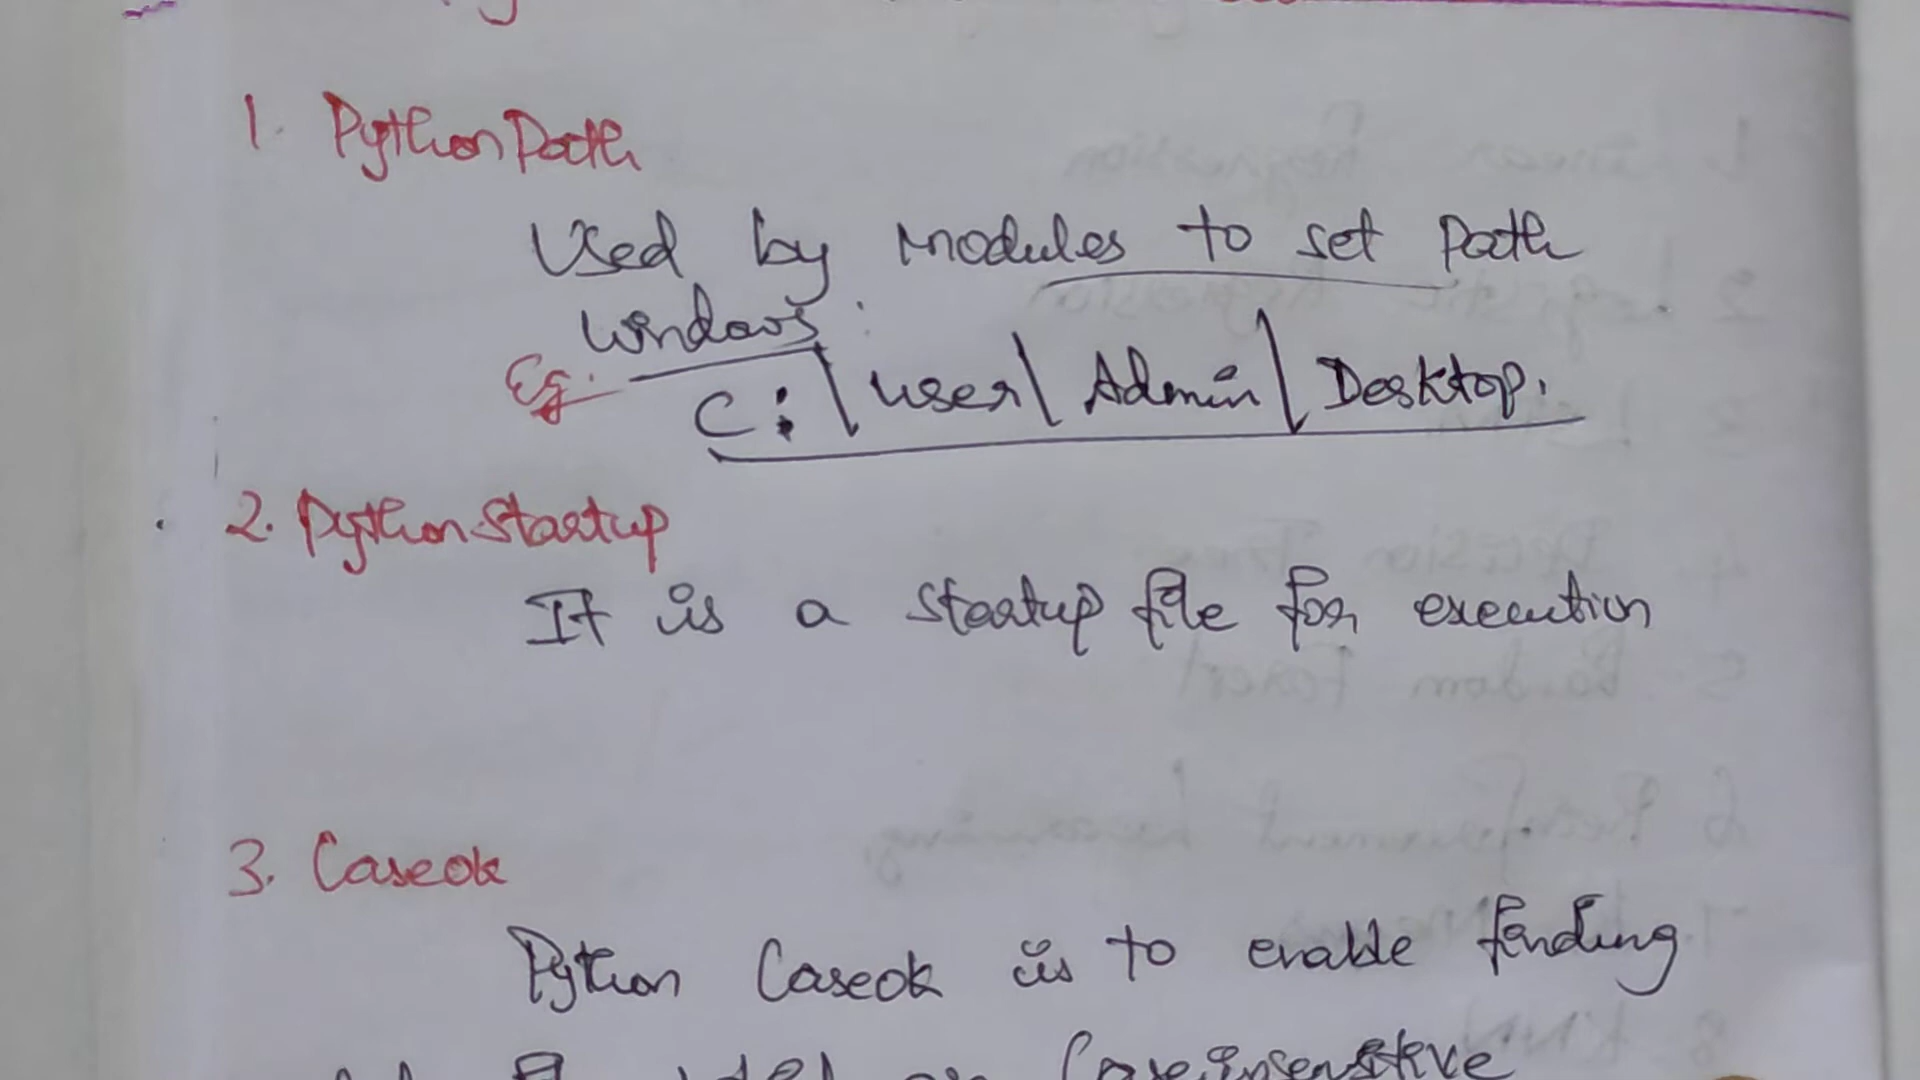 1. PythonPath
Used by modules to set path
windows:
Eg: C:\user\Admin\Desktop.
2. PythonStartup
It is a startup file for execution
3. Caseok
Python Caseok is to enable finding
Caseinsensitive